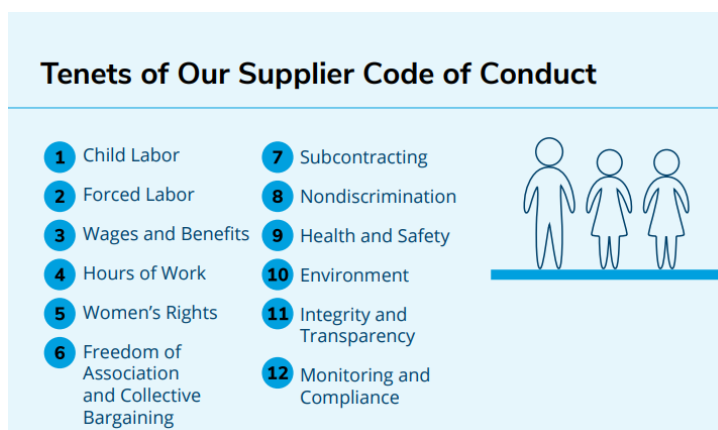 Tenets of Our Supplier Code of Conduct
1 Child Labor
2 Forced Labor
3 Wages and Benefits
4 Hours of Work
5 Women's Rights
6 Freedom of
Association
and Collective
Bargaining
7 Subcontracting
8 Nondiscrimination
9 Health and Safety
10 Environment
11 Integrity and
Transparency
12 Monitoring and
Compliance